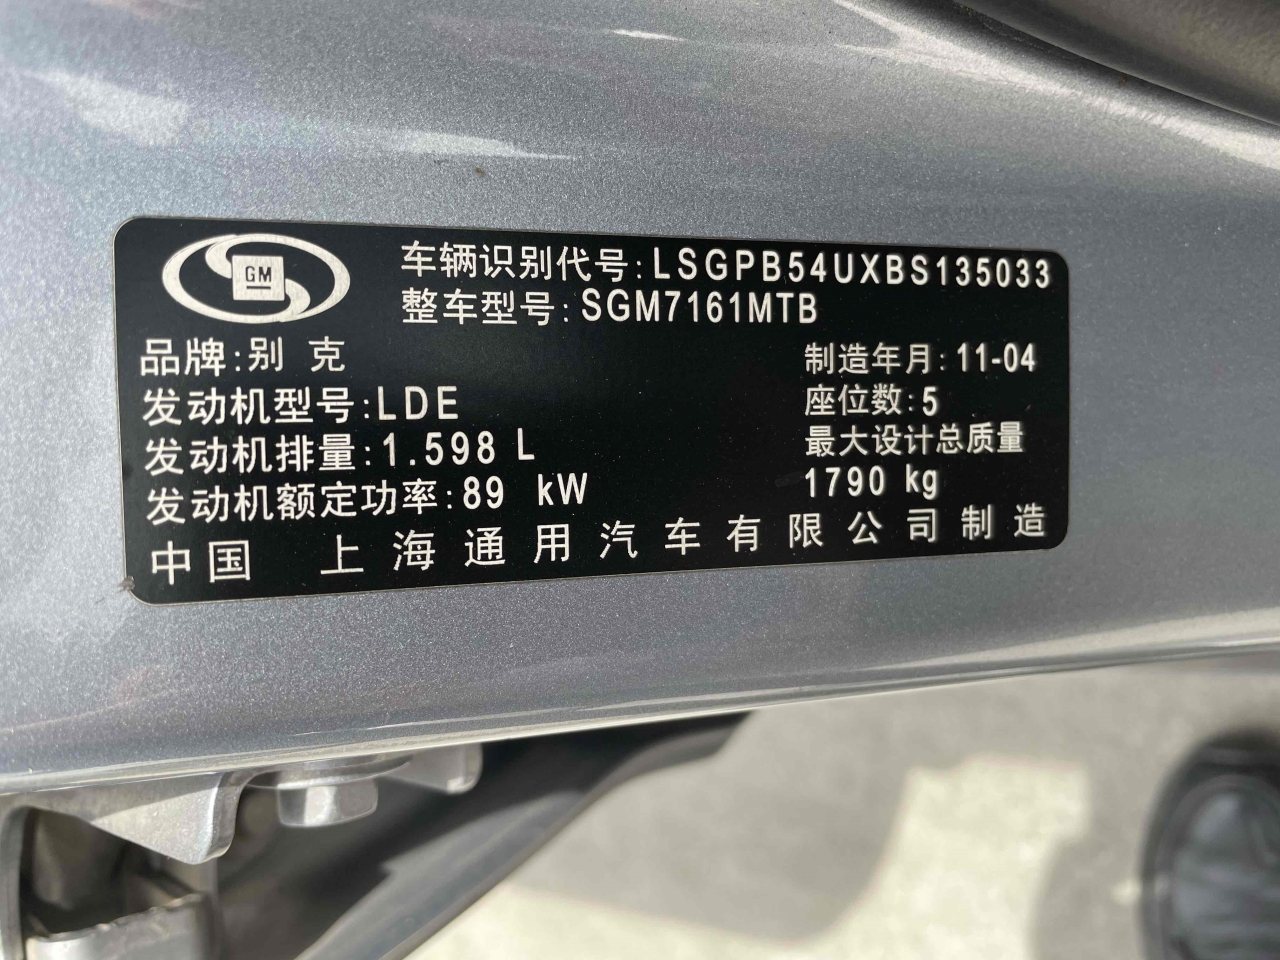 GM
车辆识别代号:LSGPB54UXBS135033
整车型号:SGM7161MTB
品牌:别克
制造年月:11-04
发动机型号:LDE
座位数:5
发动机排量:1.598 L
最大设计总质量
1790 kg
发动机额定功率:89 kW
中国 上海通用汽车有限公司制造